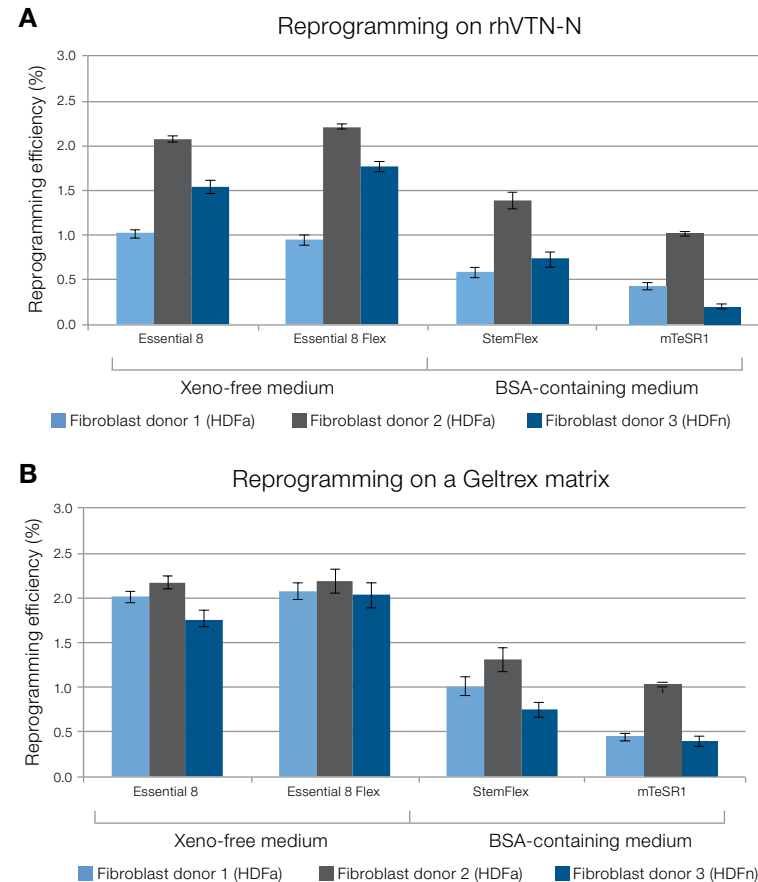 A
Reprogramming on rhVTN-N
Reprogramming efficiency (%)
3.0
2.5
2.0
1.5
1.0
0.5
0.0
Essential 8 Essential 8 Flex StemFlex mTeSR1
Xeno-free medium BSA-containing medium
Fibroblast donor 1 (HDFa) Fibroblast donor 2 (HDFa) Fibroblast donor 3 (HDFn)
B
Reprogramming on a Geltrex matrix
Reprogramming efficiency (%)
3.0
2.5
2.0
1.5
1.0
0.5
0.0
Essential 8 Essential 8 Flex StemFlex mTeSR1
Xeno-free medium BSA-containing medium
Fibroblast donor 1 (HDFa) Fibroblast donor 2 (HDFa) Fibroblast donor 3 (HDFn)